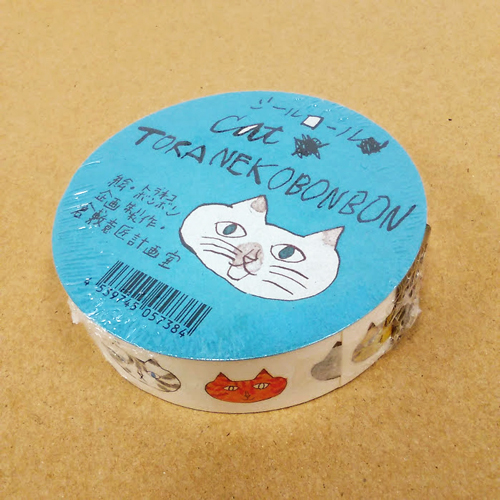 シールロール
Cat
TORANEKOBONBON
絵・トラネコボンボン
企画製作・
倉敷意匠計画室
4 539745 057384